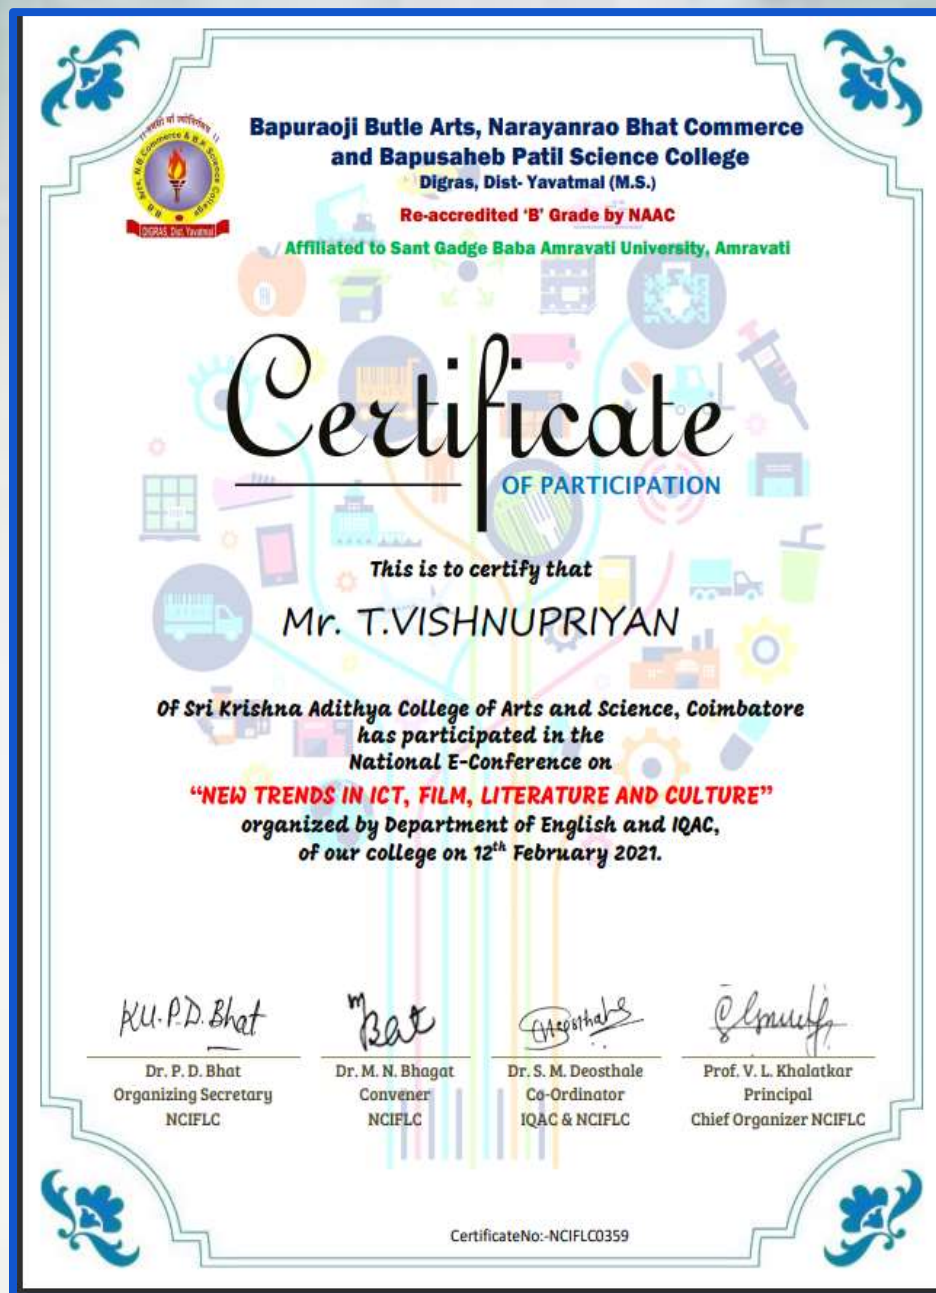 Bapuraoji Butle Arts, Narayanrao Bhat Commerce
and Bapusaheb Patil Science College
Digras, Dist- Yavatmal (M.S.)
Re-accredited ‘B’ Grade by NAAC
Affiliated to Sant Gadge Baba Amravati University, Amravati
DIGRAS, Dist. Yavatmal
Certificate
OF PARTICIPATION
This is to certify that
Mr. T.VISHNUPRIYAN
Of Sri Krishna Adithya College of Arts and Science, Coimbatore
has participated in the
National E-Conference on
“NEW TRENDS IN ICT, FILM, LITERATURE AND CULTURE”
organized by Department of English and IQAC,
of our college on 12th February 2021.
KU.P.D.Bhat
Dr. P. D. Bhat
Organizing Secretary
NCIFLC
Dr. M. N. Bhagat
Convener
NCIFLC
Dr. S. M. Deosthale
Co-Ordinator
IQAC & NCIFLC
Prof. V. L. Khalatkar
Principal
Chief Organizer NCIFLC
CertificateNo:-NCIFLC0359